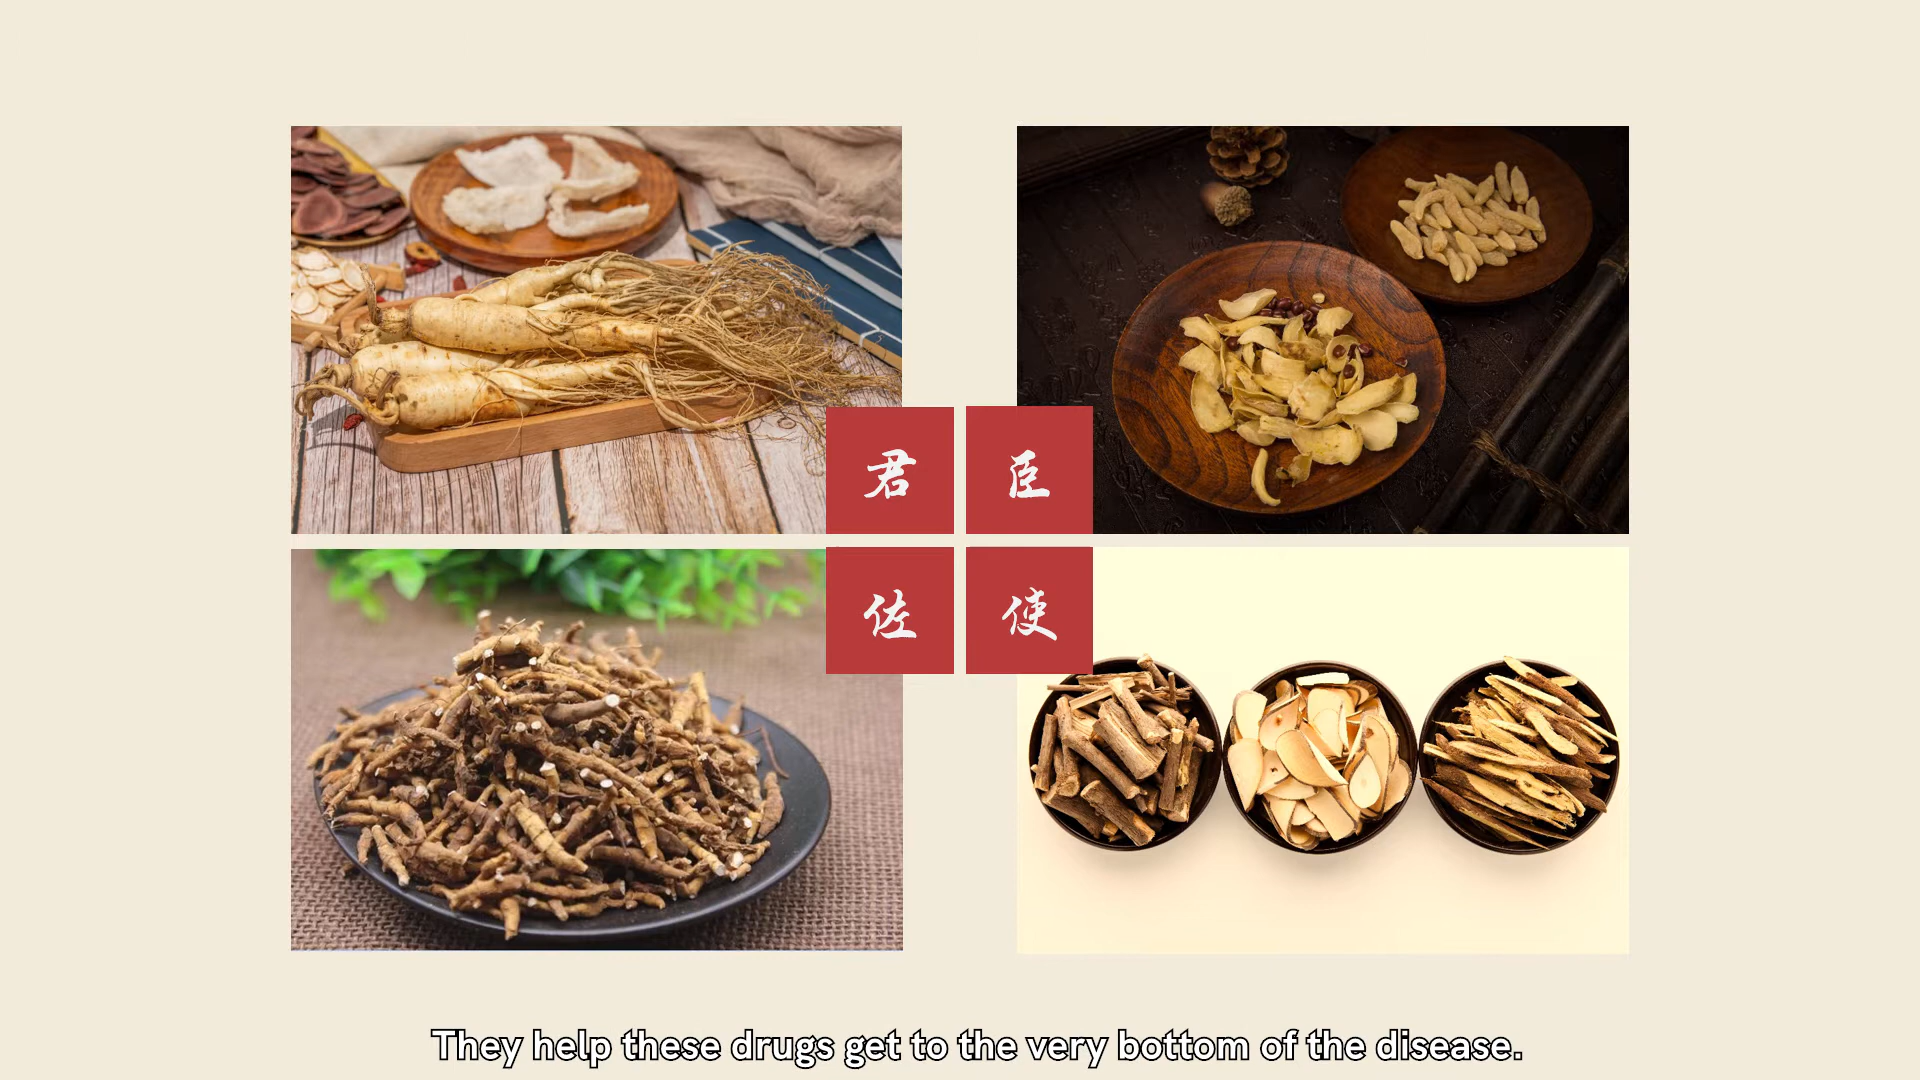 君 臣
佐 使
They help these drugs get to the very bottom of the disease.